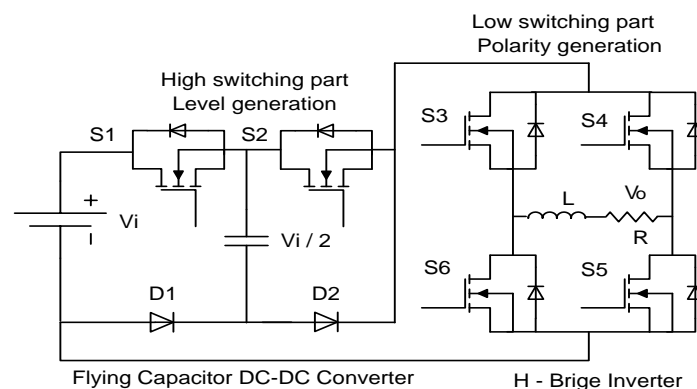 Low switching part
Polarity generation
High switching part
Level generation
S1
S2
S3
S4
+
Vi
Vi / 2
L
Vo
R
S6
S5
D1
D2
Flying Capacitor DC-DC Converter
H - Brige Inverter